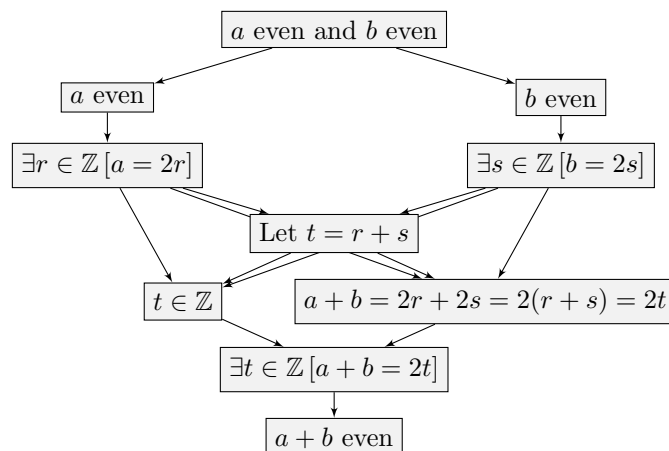 a even and b even
a even
b even
∃r ∈ ℤ [a = 2r]
∃s ∈ ℤ [b = 2s]
Let t = r + s
t ∈ ℤ
a + b = 2r + 2s = 2(r + s) = 2t
∃t ∈ ℤ [a + b = 2t]
a + b even